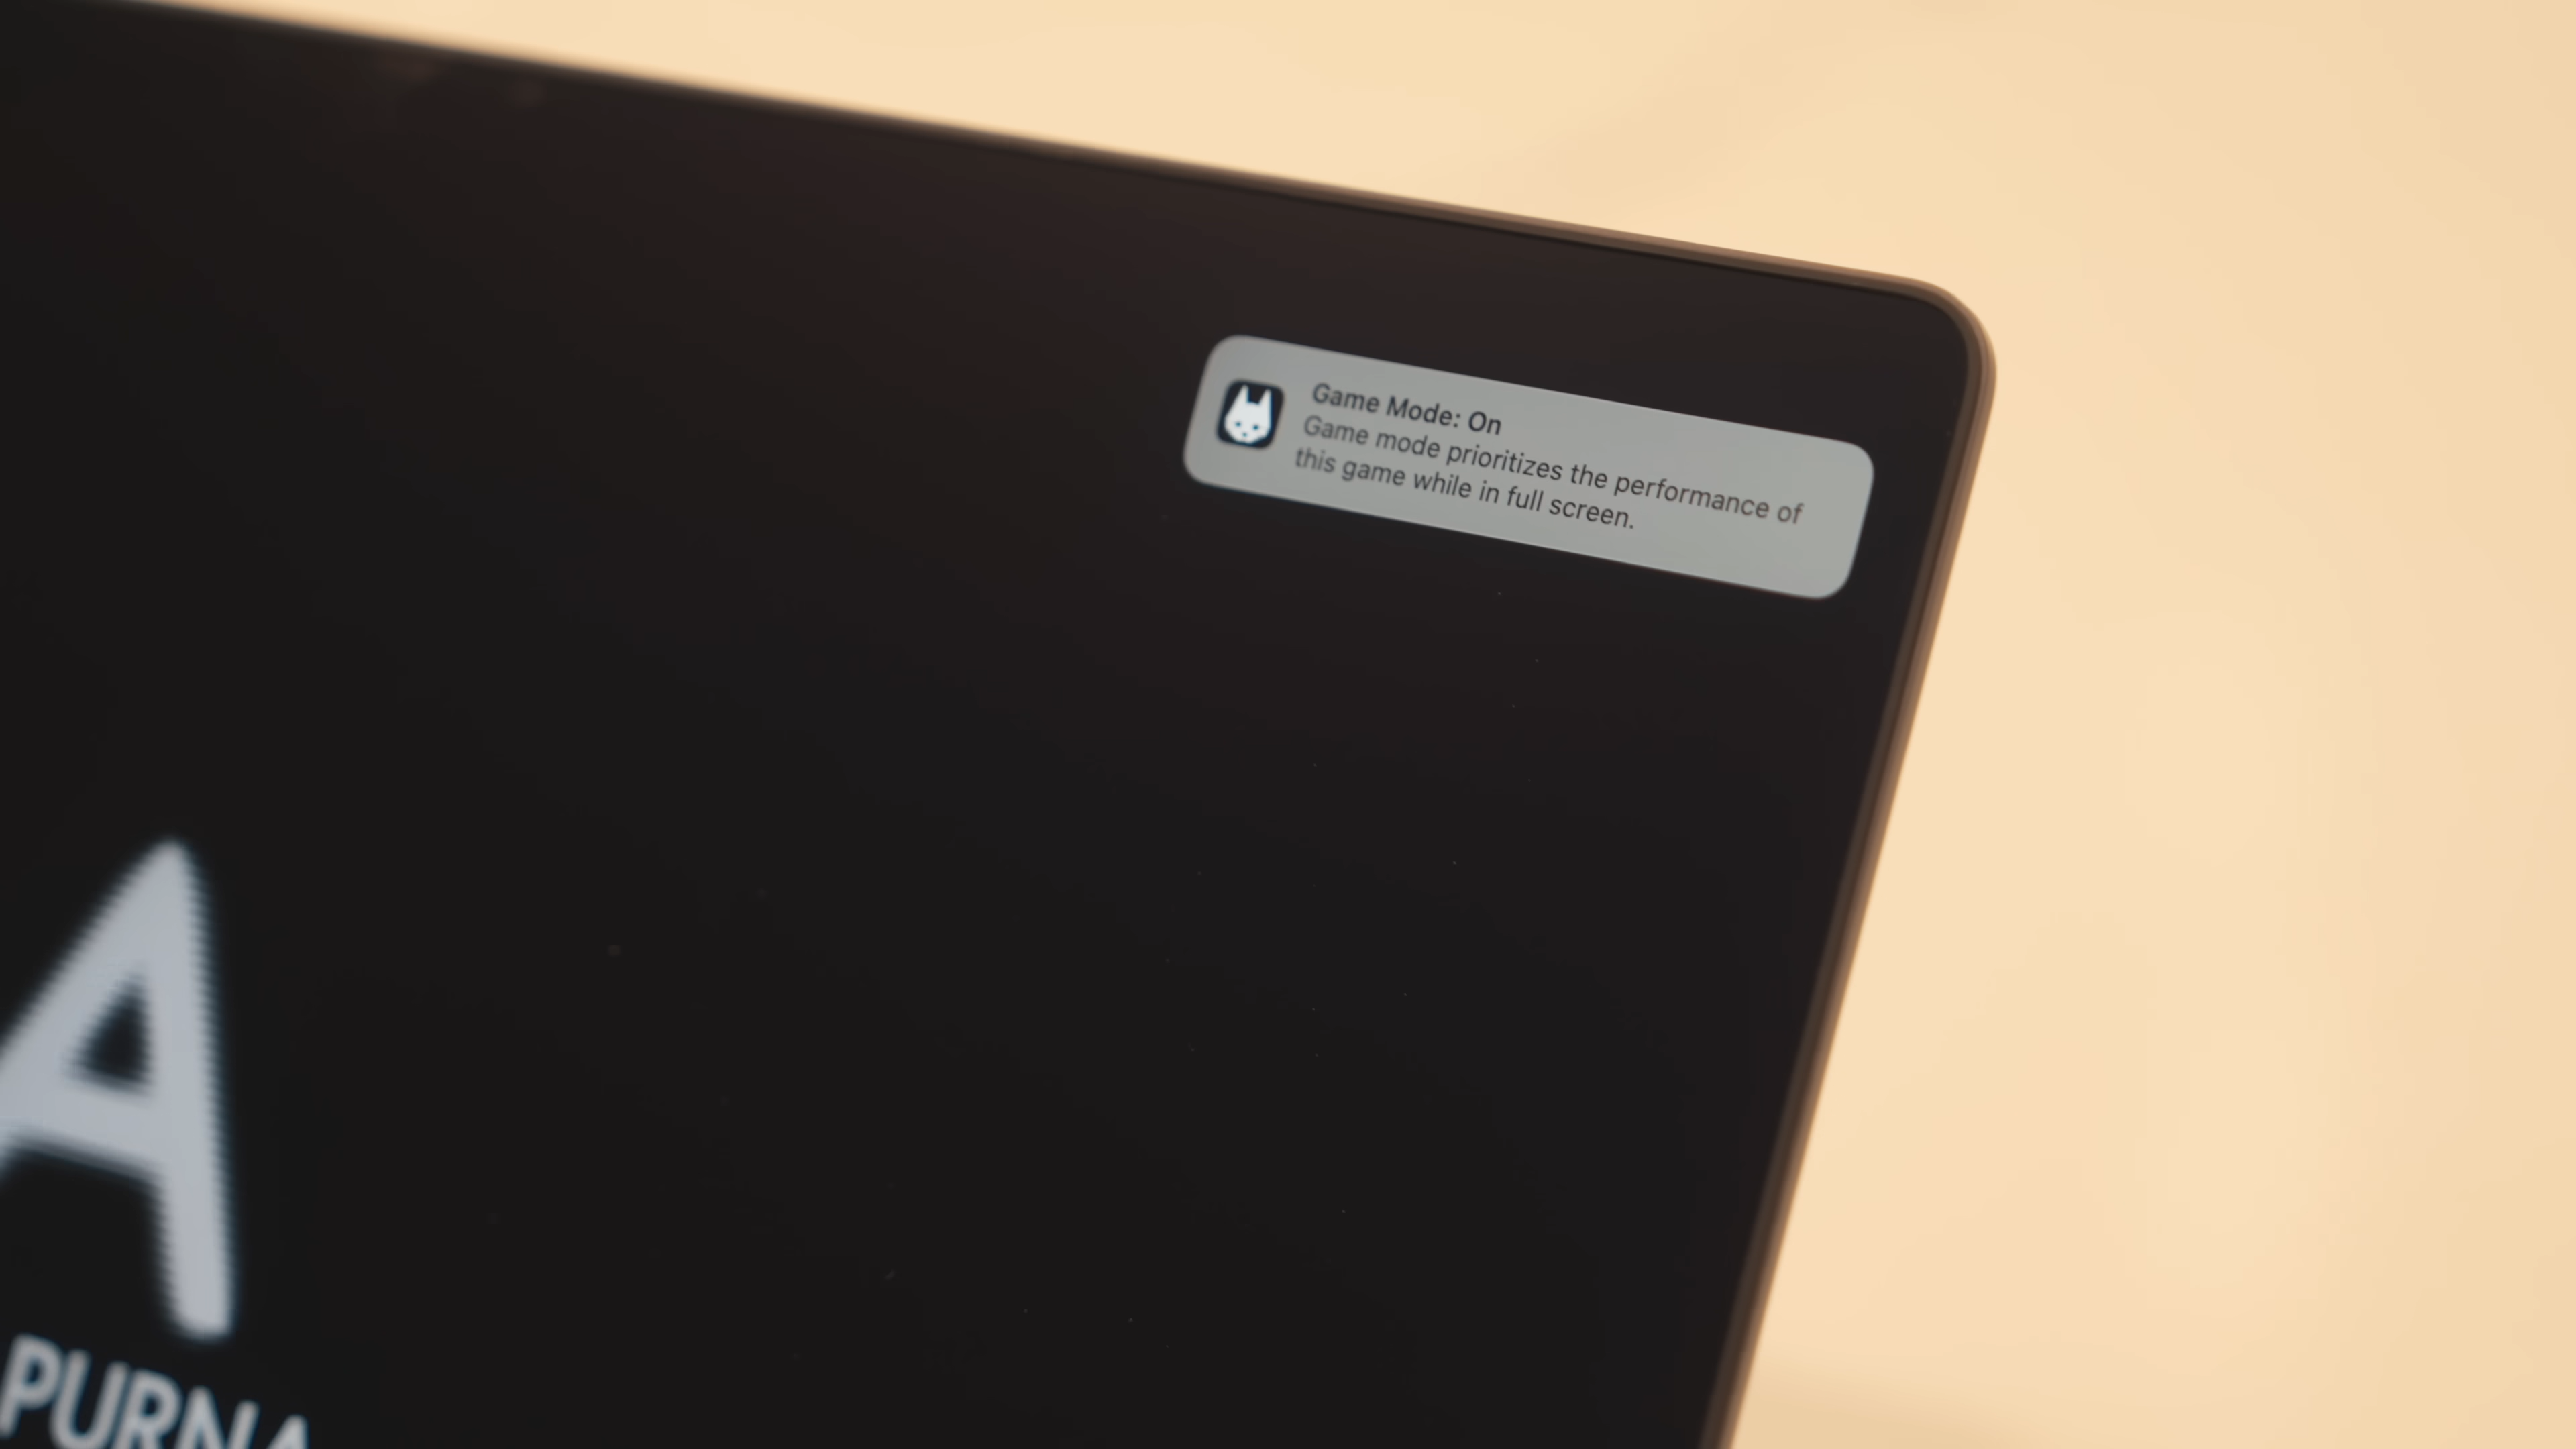 Game Mode: On
Game mode prioritizes the performance of
this game while in full screen.
A
PURNA